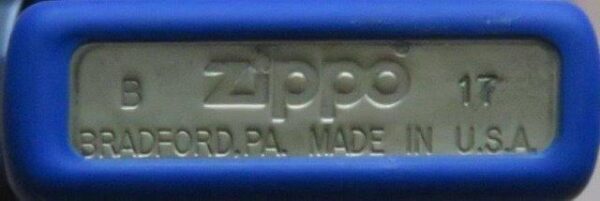 B Zippo 17
BRADFORD, PA. MADE IN U.S.A.